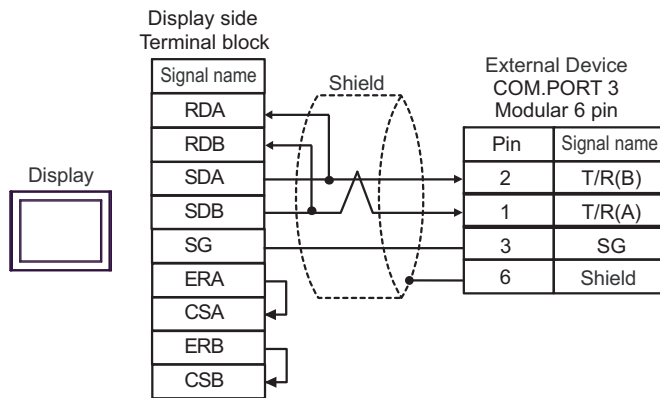 Display side
Terminal block
Signal name
RDA
RDB
SDA
SDB
SG
ERA
CSA
ERB
CSB
Display
Shield
External Device
COM.PORT 3
Modular 6 pin
Pin Signal name
2 T/R(B)
1 T/R(A)
3 SG
6 Shield